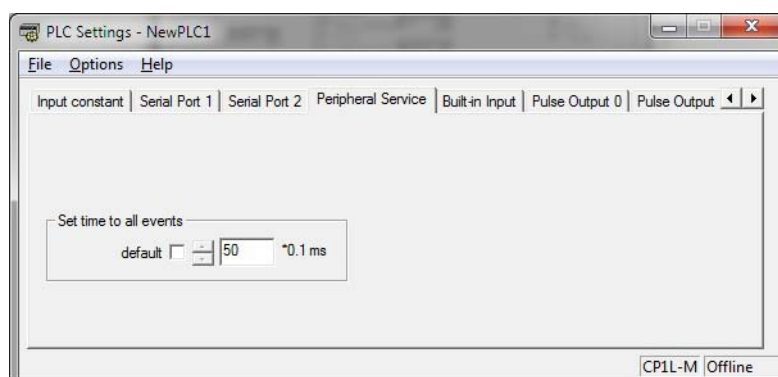 PLC Settings - NewPLC1
File Options Help
Input constant Serial Port 1 Serial Port 2 Peripheral Service Built-in Input Pulse Output 0 Pulse Output
Set time to all events
default 50 *0.1 ms
CP1L-M Offline